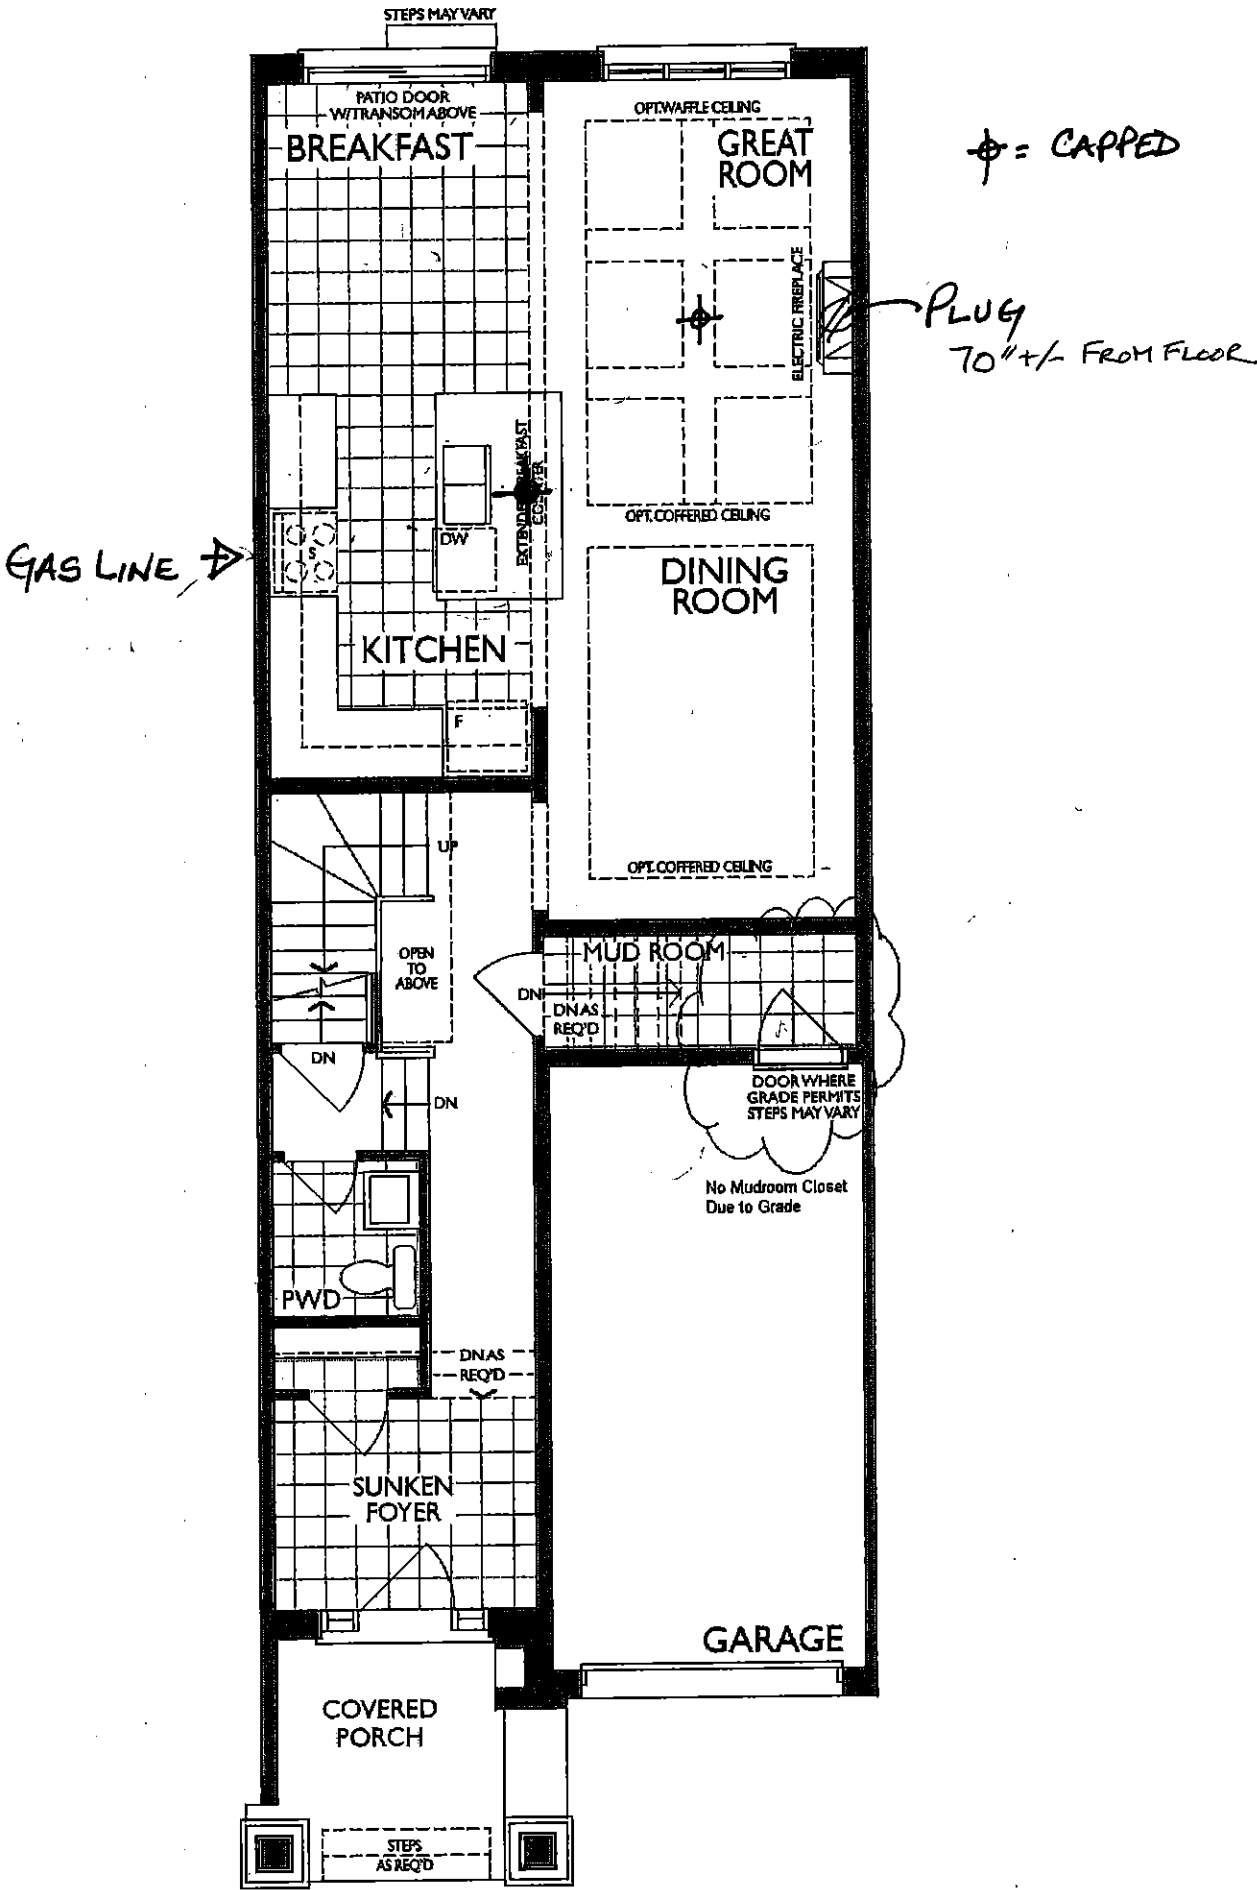 STEPS MAY VARY
PATIO DOOR
W/TRANSOM ABOVE
BREAKFAST
OPT.WAFFLE CEILING
GREAT
ROOM
= CAPPED
ELECTRIC FIREPLACE
PLUG
70" +/- FROM FLOOR
EXTENDED BREAKFAST
COUNTER
OPT. COFFERED CEILING
DW
S
GAS LINE
DINING
ROOM
KITCHEN
F
UP
OPT. COFFERED CEILING
OPEN
TO
ABOVE
MUD ROOM
DN
DN AS
REQ'D
DN
DN
DOOR WHERE
GRADE PERMITS
STEPS MAY VARY
No Mudroom Closet
Due to Grade
PWD
DN AS
REQ'D
SUNKEN
FOYER
GARAGE
COVERED
PORCH
STEPS
AS REQ'D